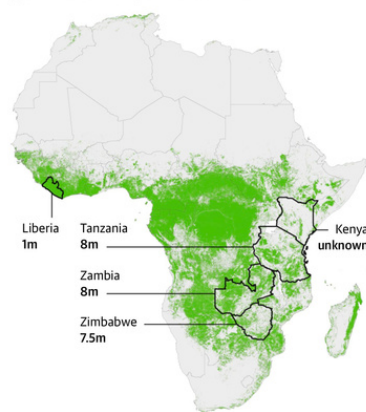 Liberia
1m
Tanzania
8m
Kenya
unknown
Zambia
8m
Zimbabwe
7.5m